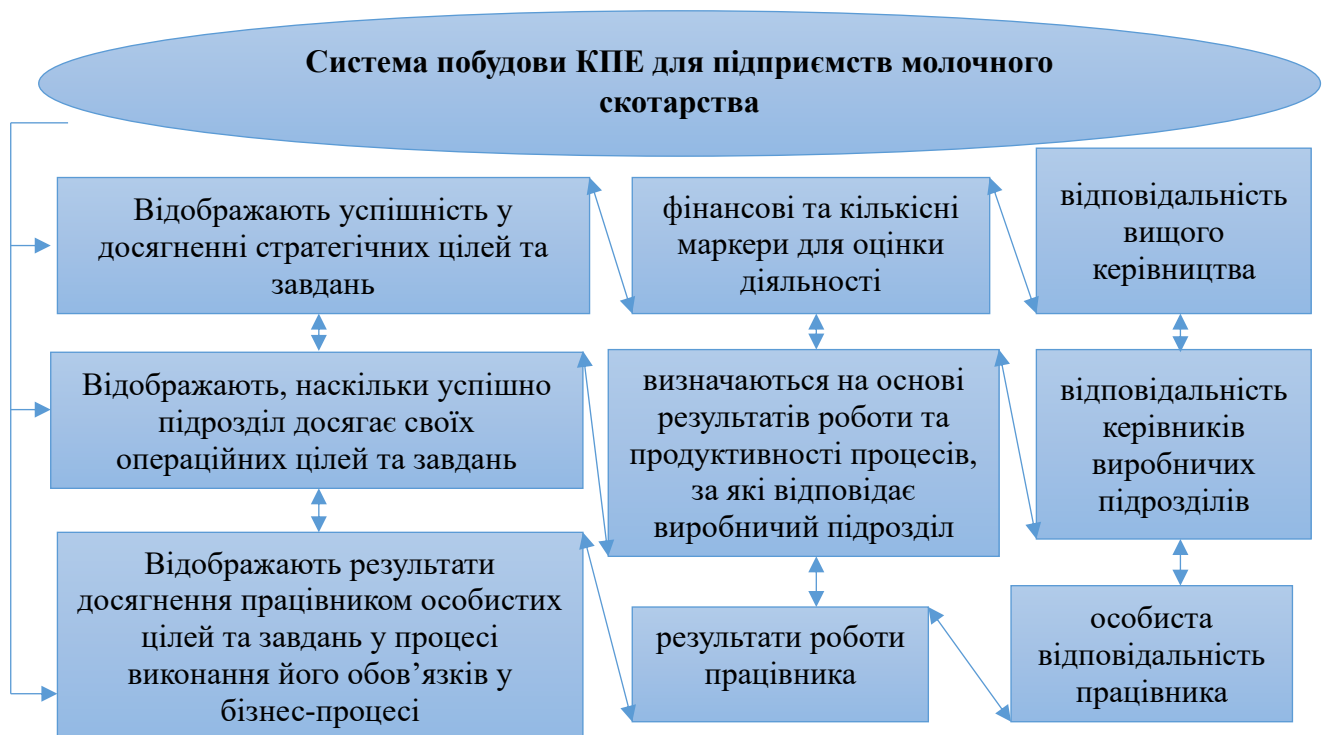 Система побудови КПЕ для підприємств молочного
скотарства
Відображають успішність у
досягненні стратегічних цілей та
завдань
фінансові та кількісні
маркери для оцінки
діяльності
відповідальність
вищого
керівництва
Відображають, наскільки успішно
підрозділ досягає своїх
операційних цілей та завдань
визначаються на основі
результатів роботи та
продуктивності процесів,
за які відповідає
виробничий підрозділ
відповідальність
керівників
виробничих
підрозділів
Відображають результати
досягнення працівником особистих
цілей та завдань у процесі
виконання його обов’язків у
бізнес-процесі
результати роботи
працівника
особиста
відповідальність
працівника